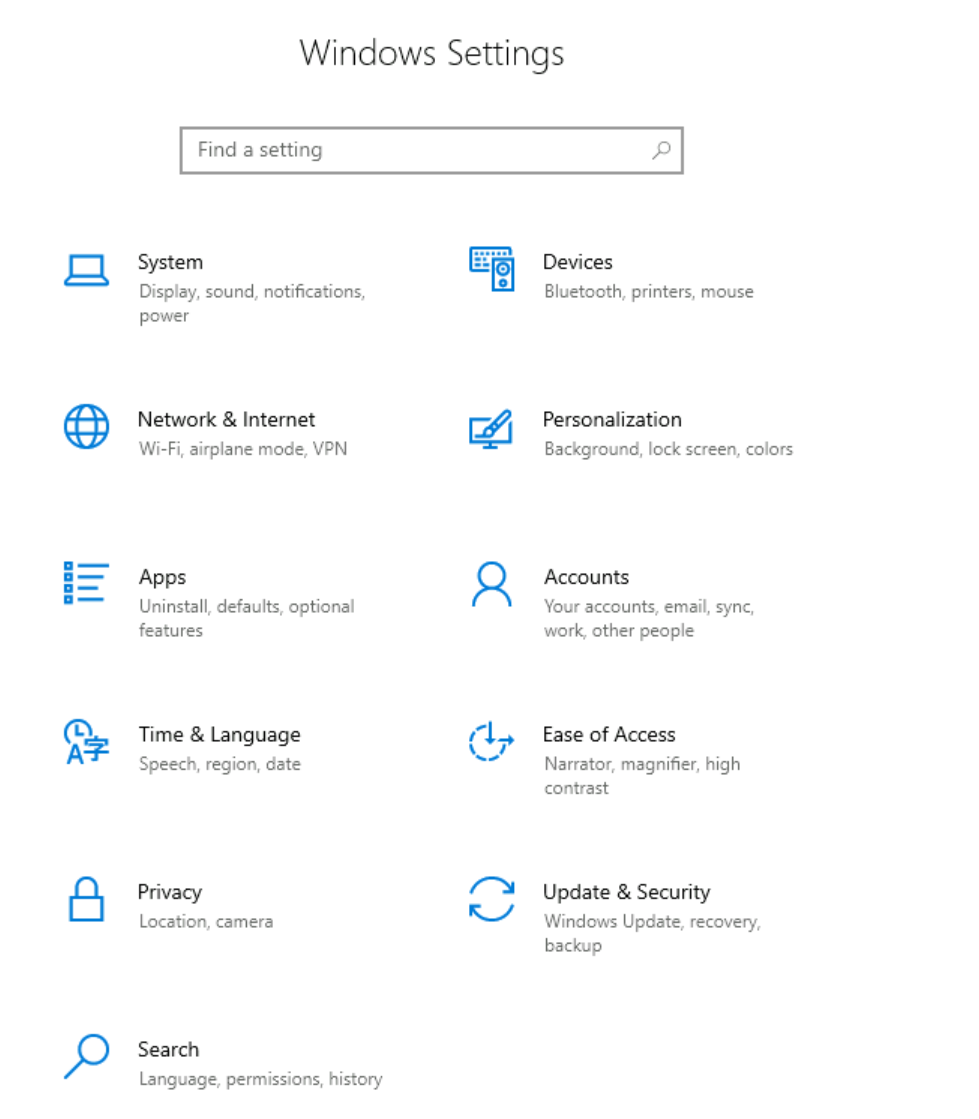 Windows Settings
Find a setting
System
Display, sound, notifications,
power
Devices
Bluetooth, printers, mouse
Network & Internet
Wi-Fi, airplane mode, VPN
Personalization
Background, lock screen, colors
Apps
Uninstall, defaults, optional
features
Accounts
Your accounts, email, sync,
work, other people
Time & Language
Speech, region, date
Ease of Access
Narrator, magnifier, high
contrast
Privacy
Location, camera
Update & Security
Windows Update, recovery,
backup
Search
Language, permissions, history